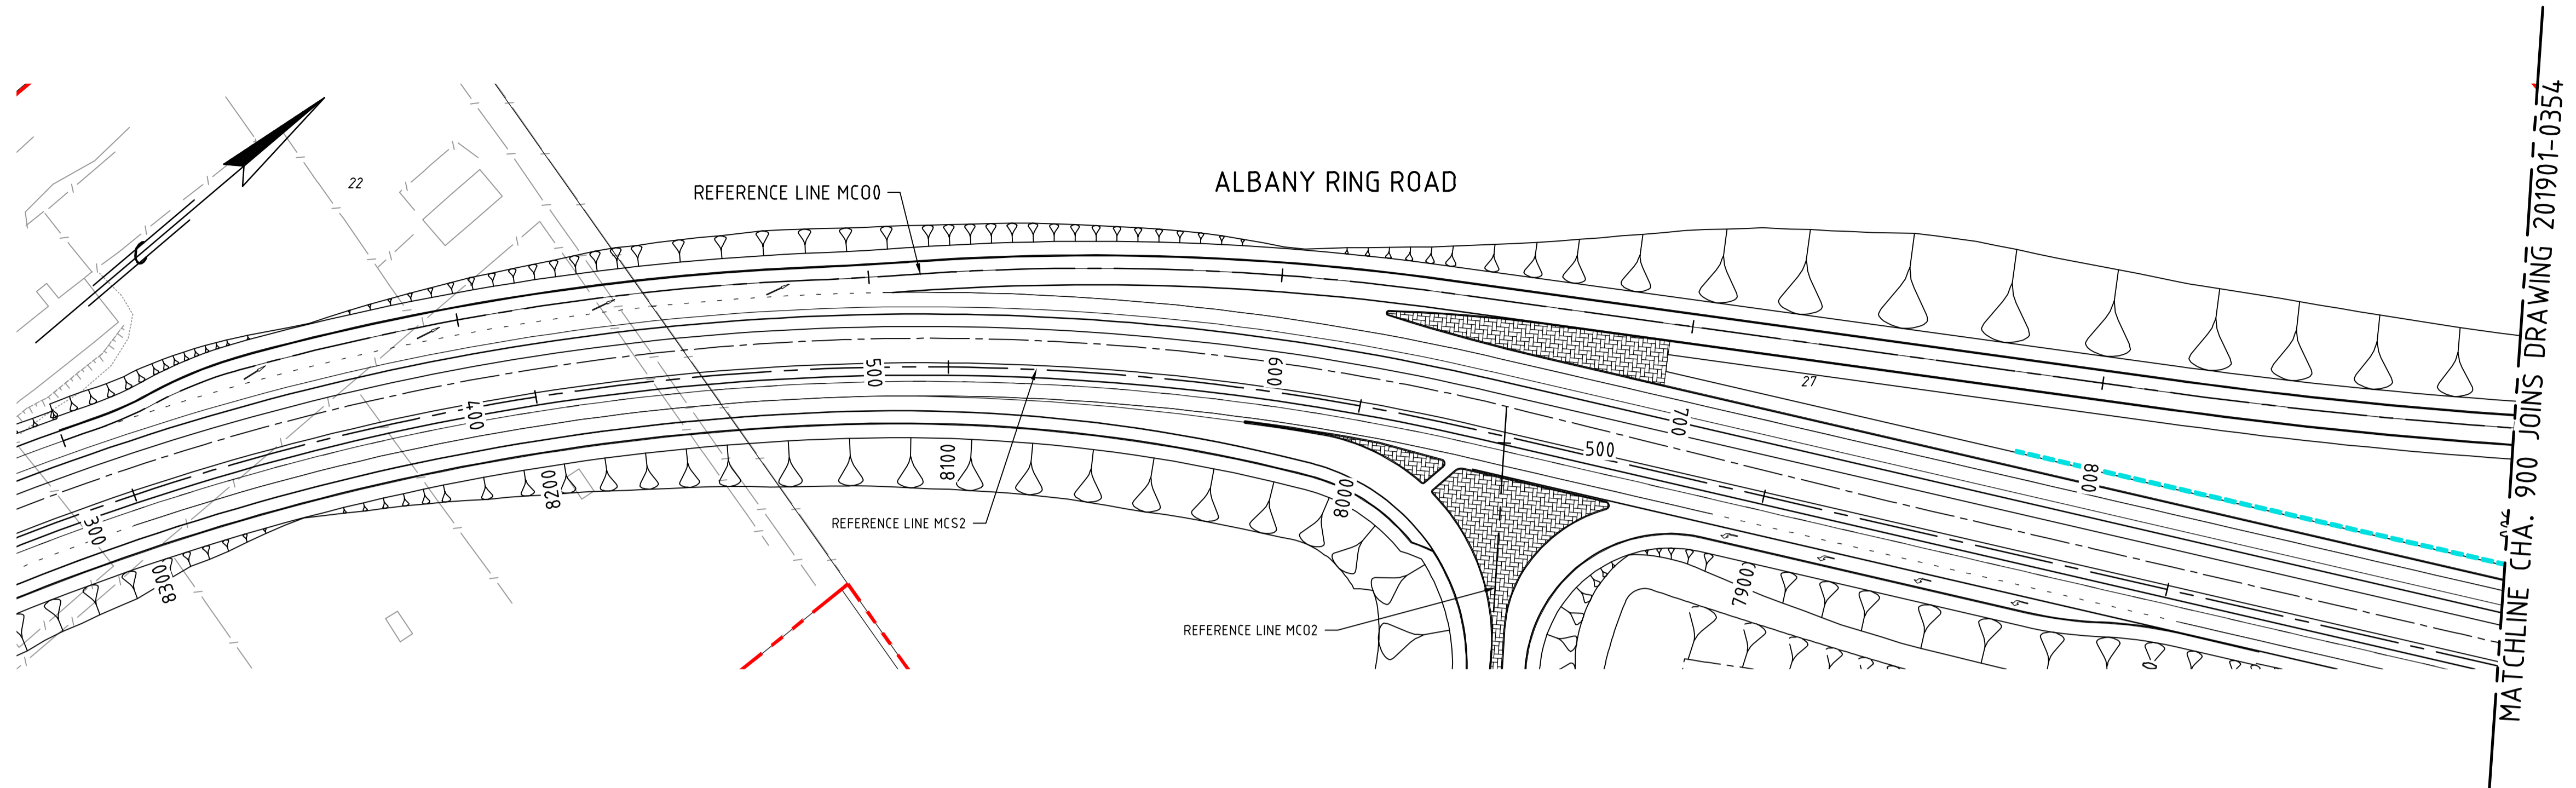 ALBANY RING ROAD
REFERENCE LINE MC00
22
27
300
400
500
600
700
800
500
8300
8200
8100
8000
7900
REFERENCE LINE MCS2
REFERENCE LINE MC02
MATCHLINE CHA. 900 JOINS DRAWING 201901-0354